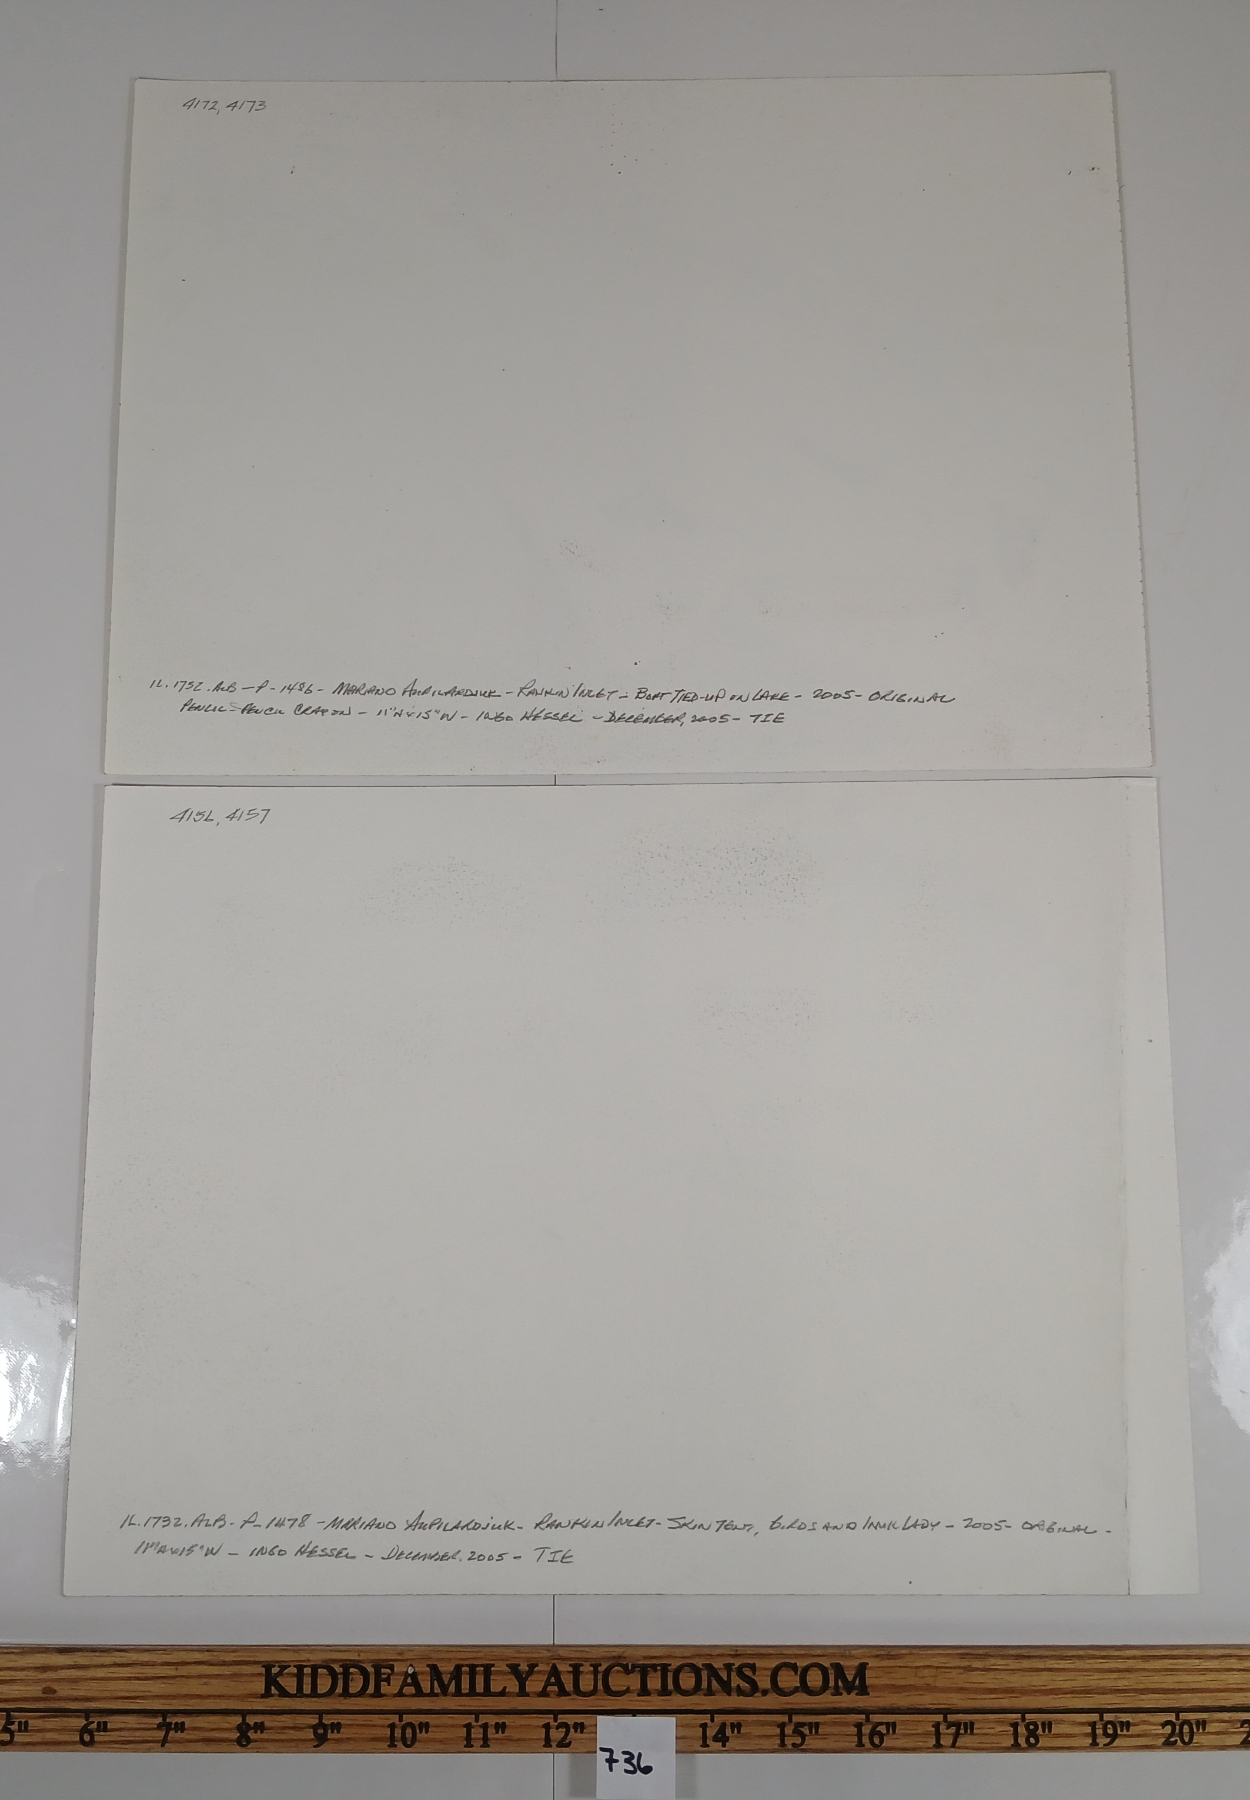 4172, 4173
IL.1732.ALB-P-1486- MARIANO AUPILARDJUK - RANKIN INLET - BOAT TIED-UP ON LAKE - 2005 - ORIGINAL
PENCIL - PENCIL CRAYON - 11"H x 15"W - INGO HESSEL - DECEMBER, 2005 - TIE
4156, 4157
IL.1732.ALB-P-1478 - MARIANO AUPILARDJUK - RANKIN INLET - SKIN TENT, BIRDS AND INUK LADY - 2005 - ORIGINAL -
11"H x 15"W - INGO HESSEL - DECEMBER, 2005 - TIE
KIDDFAMILYAUCTIONS.COM
5" 6" 7" 8" 9" 10" 11" 12" 14" 15" 16" 17" 18" 19" 20"
736